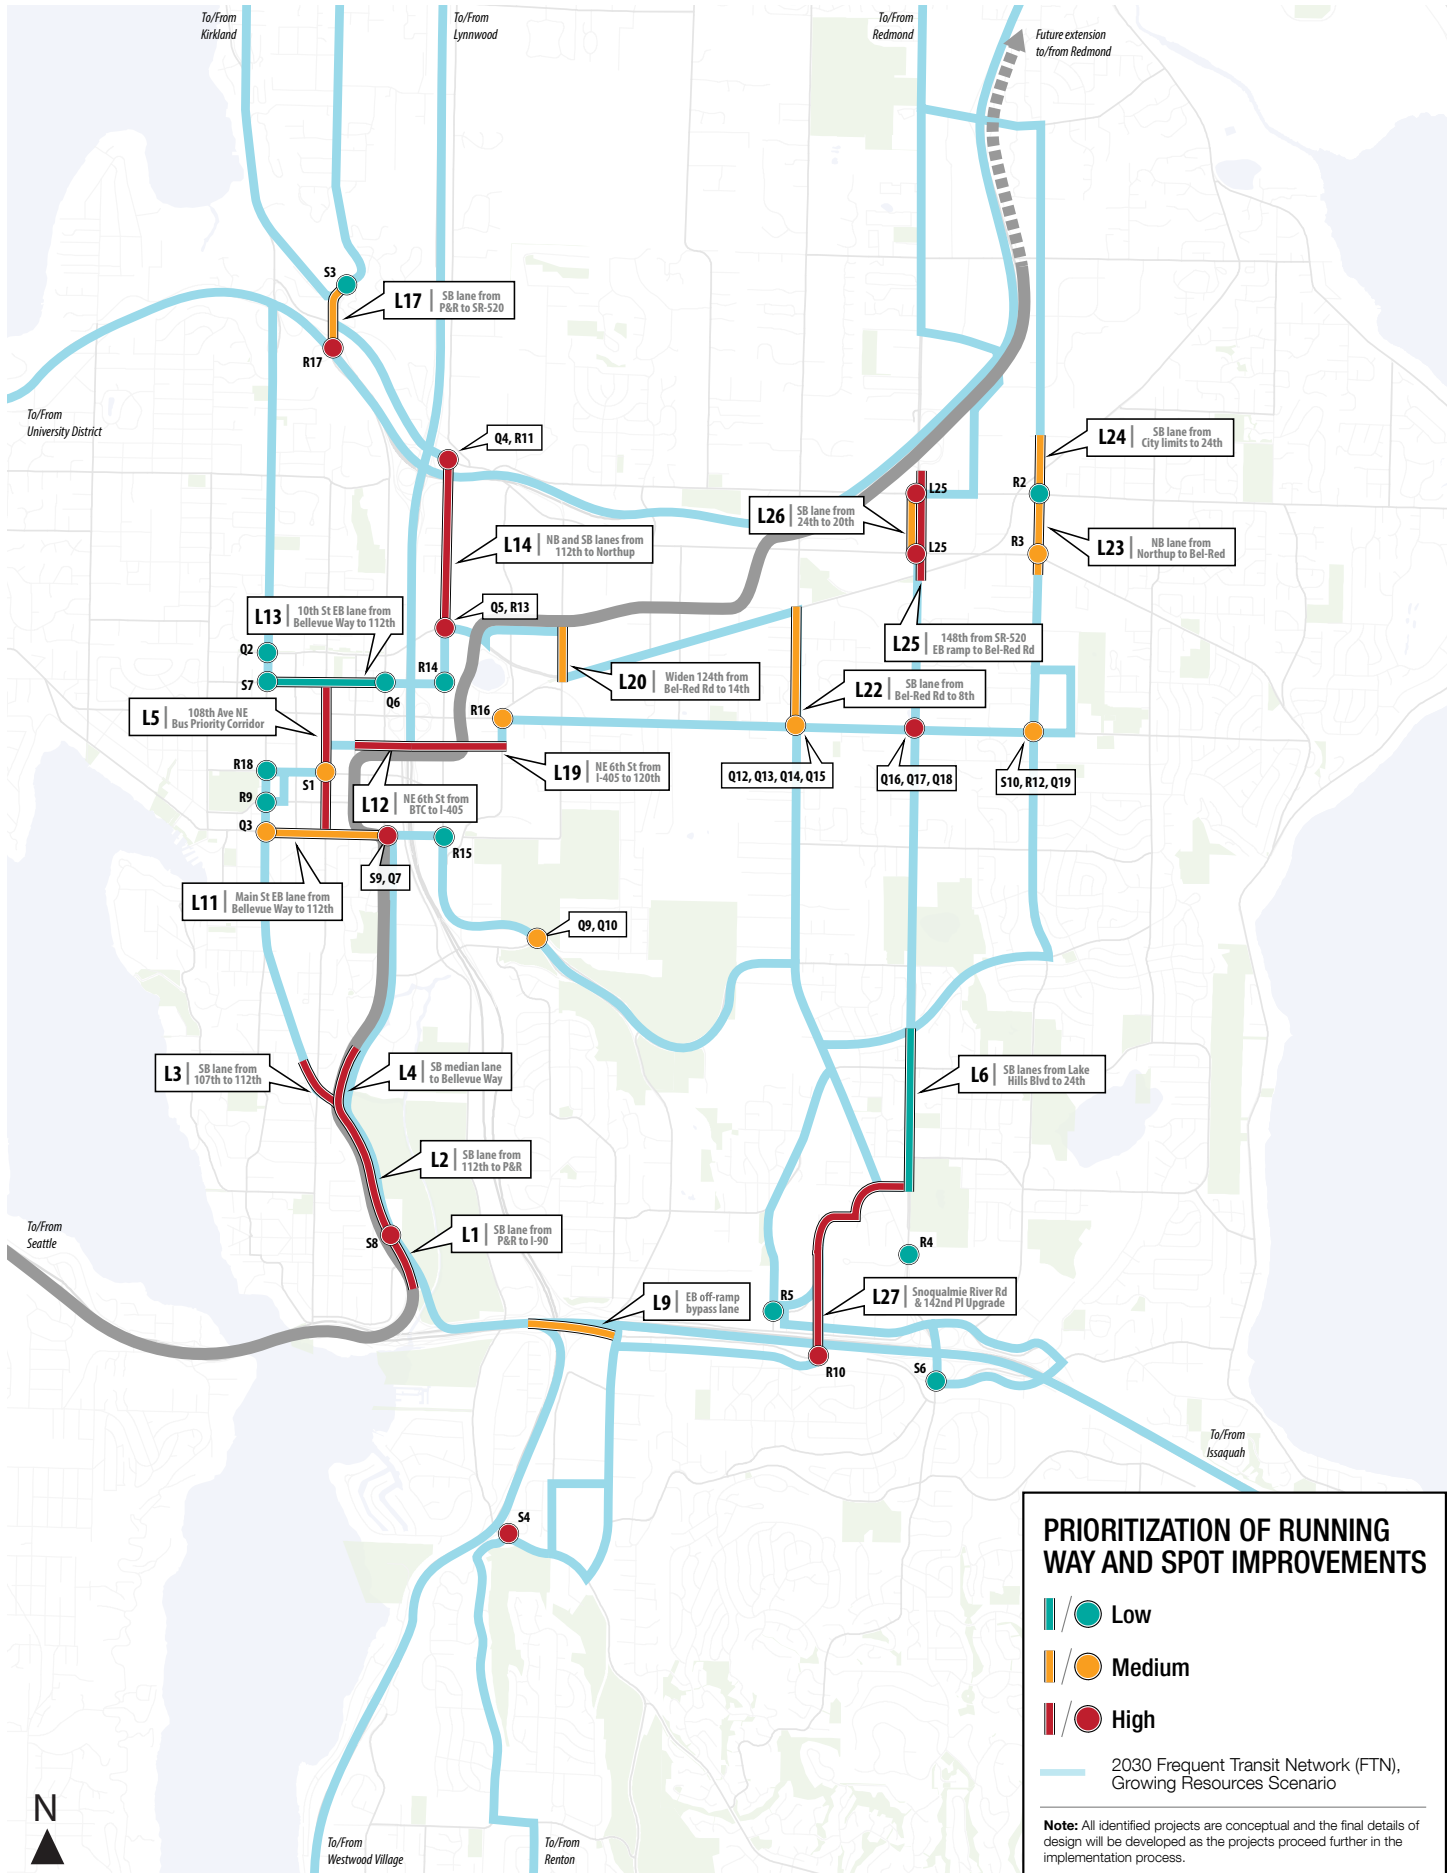 To/From
Kirkland
To/From
Lynnwood
To/From
Redmond
Future extension
to/from Redmond
S3
L17 SB lane from
P&R to SR-520
R17
To/From
University District
Q4, R11
L24 SB lane from
City limits to 24th
L25
R2
L26 SB lane from
24th to 20th
L14 NB and SB lanes from
112th to Northup
L25
R3
L23 NB lane from
Northup to Bel-Red
Q5, R13
L13 10th St EB lane from
Bellevue Way to 112th
L25 148th from SR-520
EB ramp to Bel-Red Rd
Q2
R14
S7
Q6
L20 Widen 124th from
Bel-Red Rd to 14th
L22 SB lane from
Bel-Red Rd to 8th
L5 108th Ave NE
Bus Priority Corridor
R16
R18
S1
L19 NE 6th St from
I-405 to 120th
Q12, Q13, Q14, Q15
Q16, Q17, Q18
S10, R12, Q19
R9
L12 NE 6th St from
BTC to I-405
Q3
R15
S9, Q7
L11 Main St EB lane from
Bellevue Way to 112th
Q9, Q10
L3 SB lane from
107th to 112th
L4 SB median lane
to Bellevue Way
L6 SB lanes from Lake
Hills Blvd to 24th
L2 SB lane from
112th to P&R
To/From
Seattle
S8
L1 SB lane from
P&R to I-90
R4
L9 EB off-ramp
bypass lane
R5
L27 Snoqualmie River Rd
& 142nd Pl Upgrade
R10
S6
To/From
Issaquah
S4
PRIORITIZATION OF RUNNING
WAY AND SPOT IMPROVEMENTS
Low
Medium
High
2030 Frequent Transit Network (FTN),
Growing Resources Scenario
Note: All identified projects are conceptual and the final details of
design will be developed as the projects proceed further in the
implementation process.
N
To/From
Westwood Village
To/From
Renton